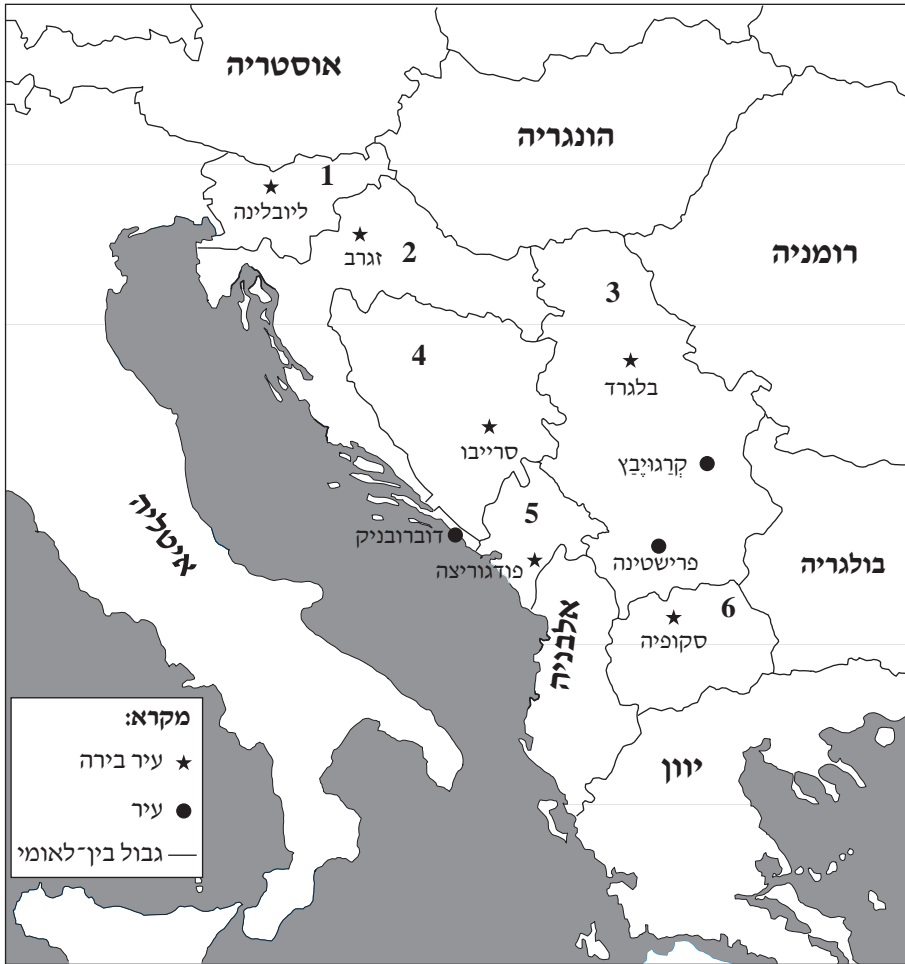 אוסטריה
הונגריה
1
ליובלינה
2
זגרב
רומניה
3
4
בלגרד
סרייבו
קְרַגוּיֶבַץ
5
דוברובניק
פרישטינה
בולגריה
פודגוריצה
איטליה
6
סקופיה
אלבניה
יוון
מקרא:
עיר בירה
עיר
גבול בין־לאומי